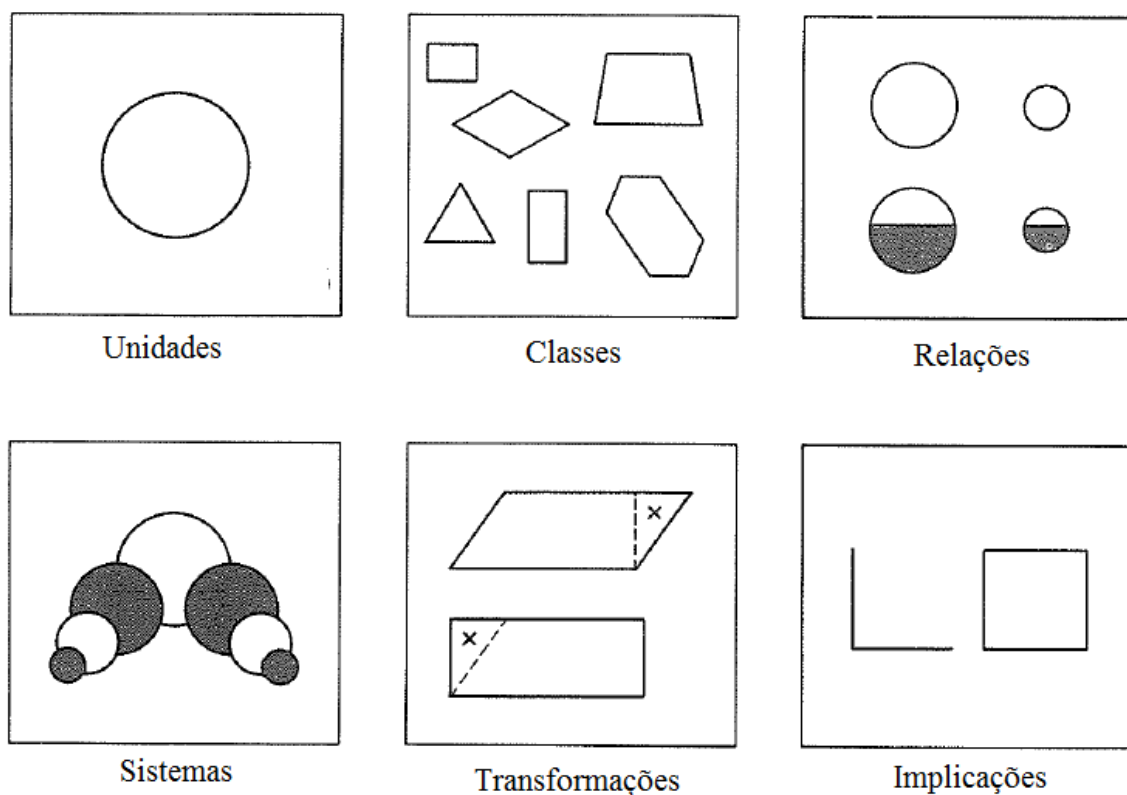 Unidades
Classes
Relações
Sistemas
Transformações
Implicações